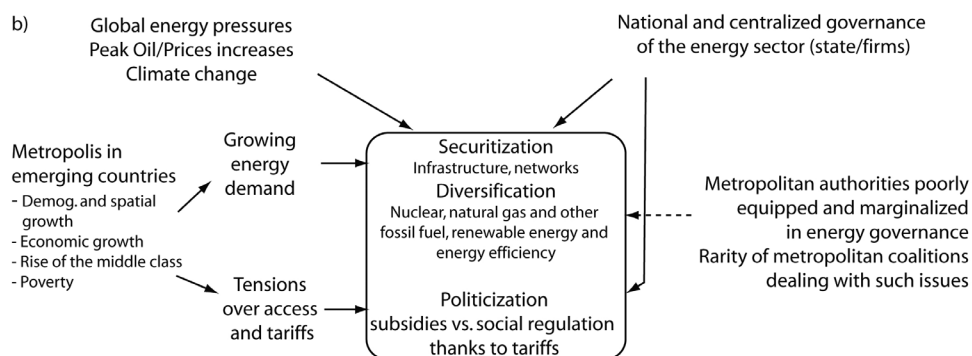 b)
Global energy pressures
Peak Oil/Prices increases
Climate change
National and centralized governance
of the energy sector (state/firms)
Metropolis in
emerging countries
- Demog. and spatial
growth
- Economic growth
- Rise of the middle class
- Poverty
Growing
energy
demand
Tensions
over access
and tariffs
Securitization
Infrastructure, networks
Diversification
Nuclear, natural gas and other
fossil fuel, renewable energy and
energy efficiency
Politicization
subsidies vs. social regulation
thanks to tariffs
Metropolitan authorities poorly
equipped and marginalized
in energy governance
Rarity of metropolitan coalitions
dealing with such issues